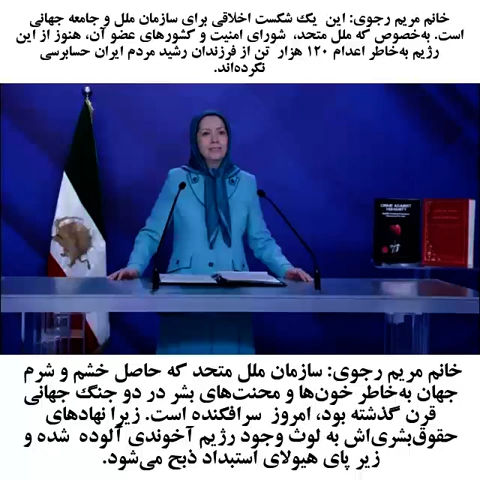 خانم مریم رجوی: این یک شکست اخلاقی برای سازمان ملل و جامعه جهانی
است. به‌خصوص که ملل متحد، شورای امنیت و کشورهای عضو آن، هنوز از این
رژیم به‌خاطر اعدام ۱۲۰ هزار تن از فرزندان رشید مردم ایران حسابرسی
نکرده‌اند.
CRIME AGAINST
HUMANITY
خانم مریم رجوی: سازمان ملل متحد که حاصل خشم و شرم
جهان به‌خاطر خون‌ها و محنت‌های بشر در دو جنگ جهانی
قرن گذشته بود، امروز سرافکنده است. زیرا نهادهای
حقوق‌بشری‌اش به لوث وجود رژیم آخوندی آلوده شده و
زیر پای هیولای استبداد ذبح می‌شود.